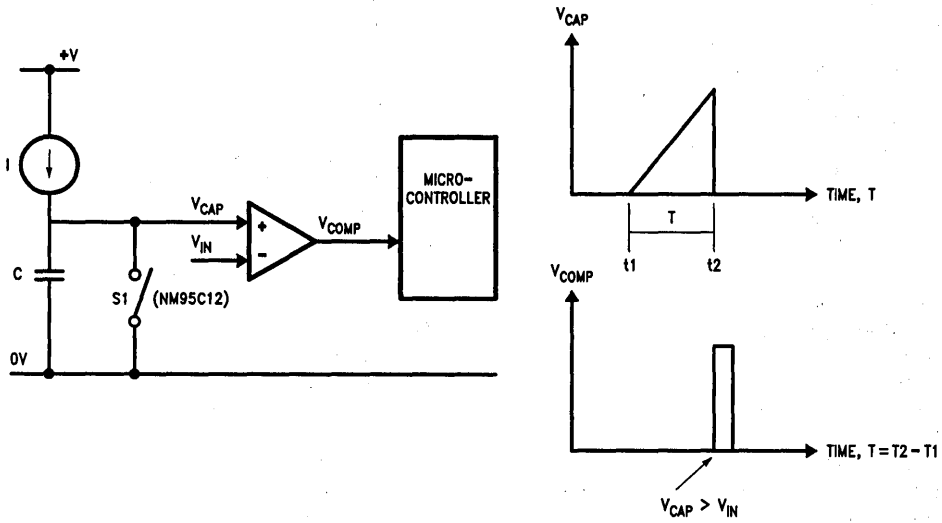 +V
I
C
0V
S1 (NM95C12)
V_CAP
V_IN
+
−
V_COMP
MICRO-
CONTROLLER
V_CAP
TIME, T
T
t1
t2
V_COMP
TIME, T = T2 − T1
V_CAP > V_IN